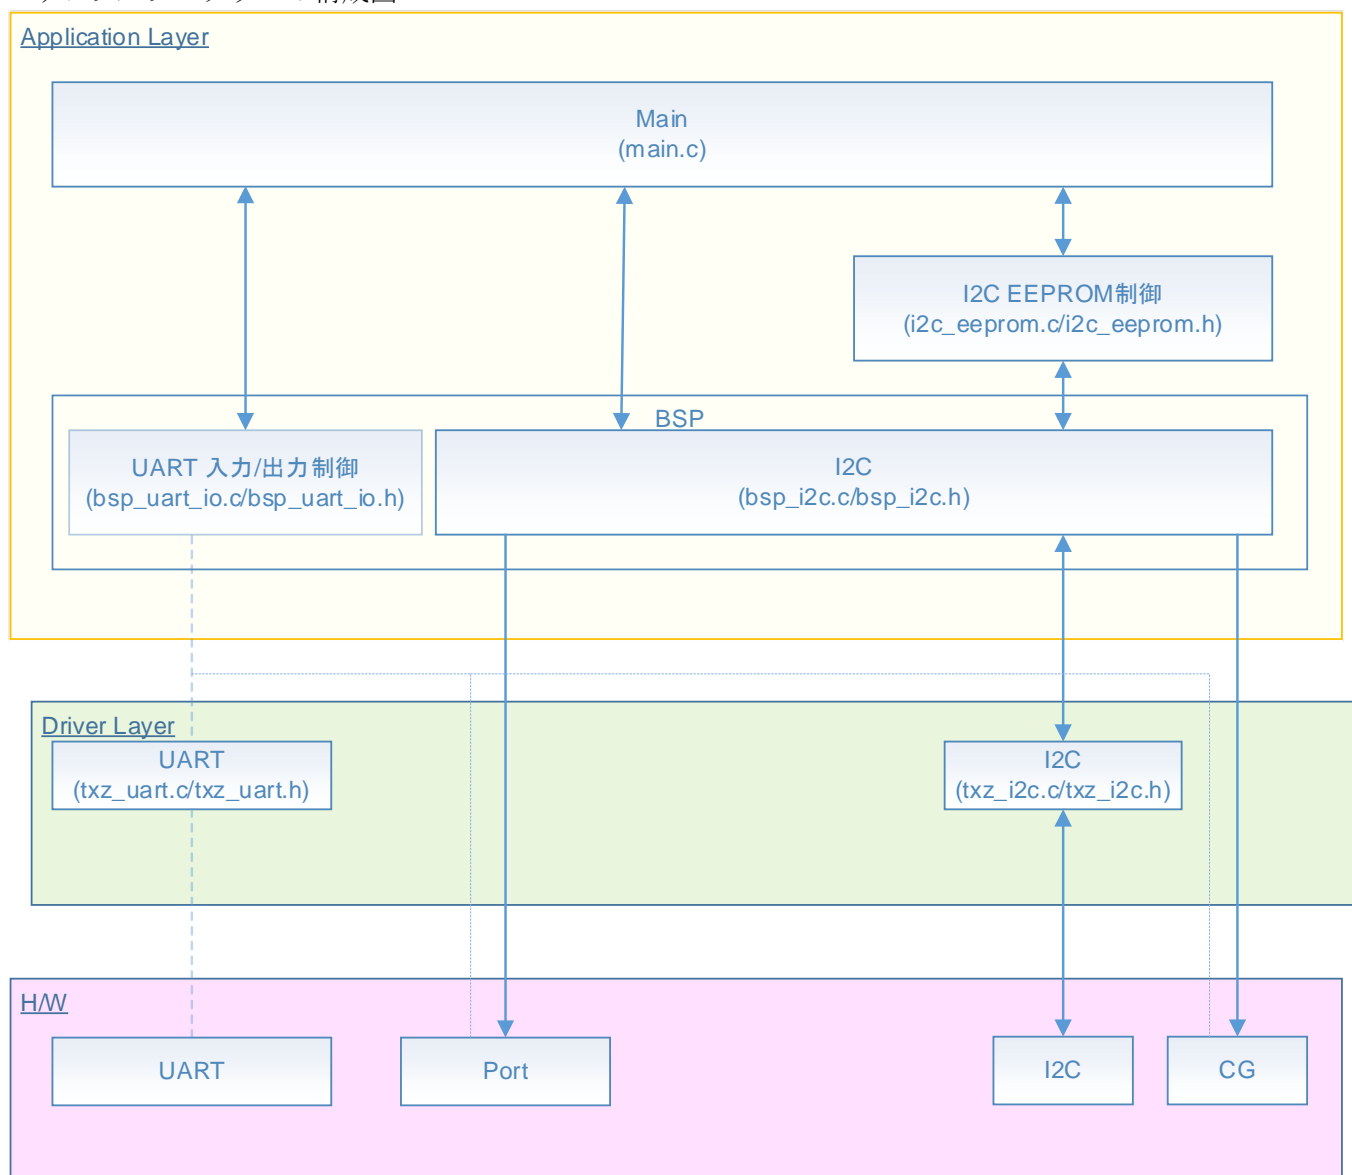 Application Layer
Main
(main.c)
I2C EEPROM制御
(i2c_eeprom.c/i2c_eeprom.h)
BSP
UART 入力/出力制御
(bsp_uart_io.c/bsp_uart_io.h)
I2C
(bsp_i2c.c/bsp_i2c.h)
Driver Layer
UART
(txz_uart.c/txz_uart.h)
I2C
(txz_i2c.c/txz_i2c.h)
H/W
UART
Port
I2C
CG